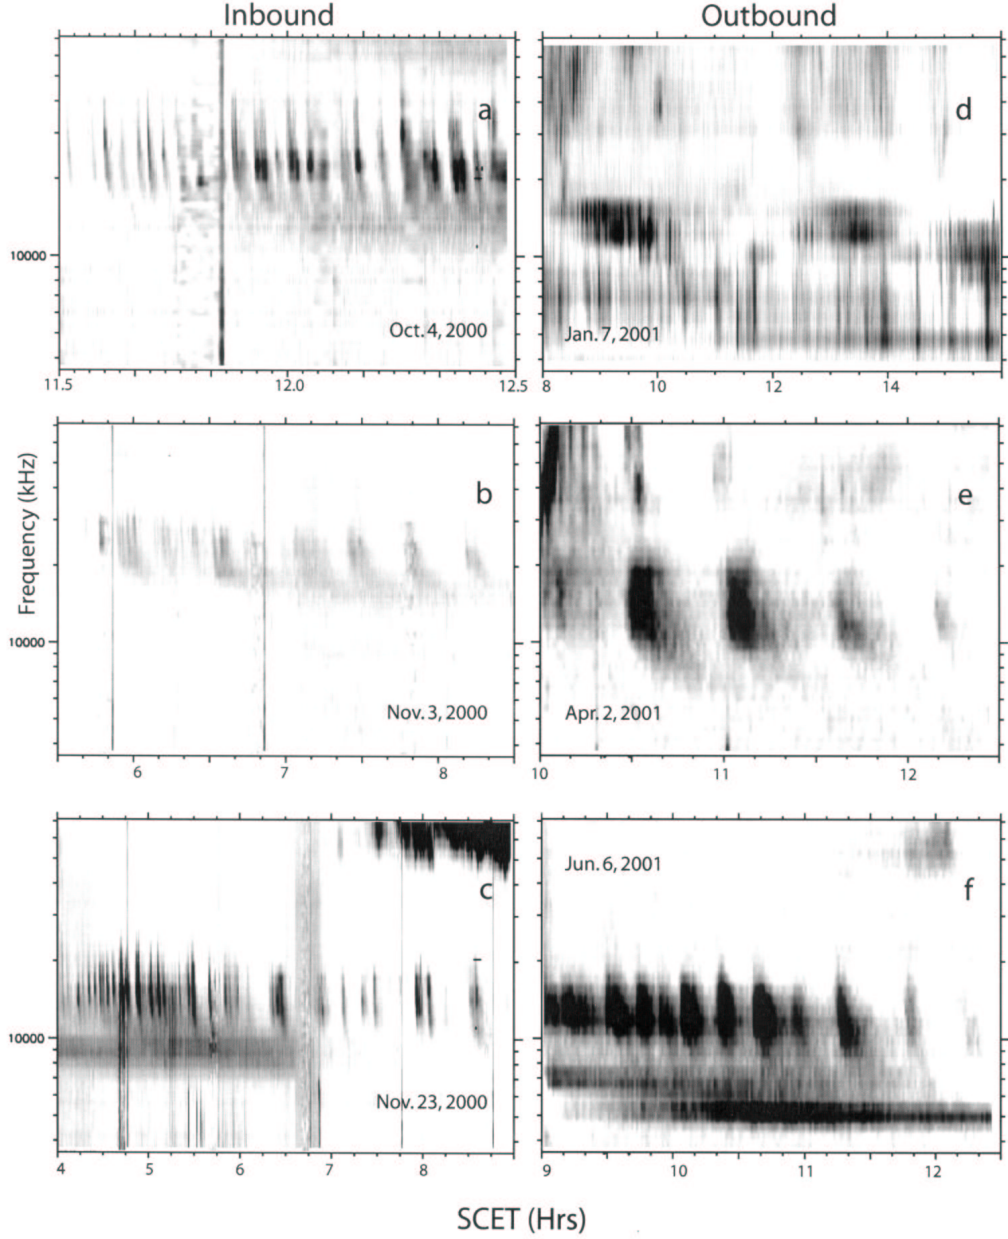 Inbound
Outbound
a
d
10000
Oct. 4, 2000
Jan. 7, 2001
11.5
12.0
12.5
8
10
12
14
b
e
Frequency (kHz)
10000
Nov. 3, 2000
Apr. 2, 2001
6
7
8
10
11
12
c
Jun. 6, 2001
f
10000
Nov. 23, 2000
4
5
6
7
8
9
10
11
12
SCET (Hrs)